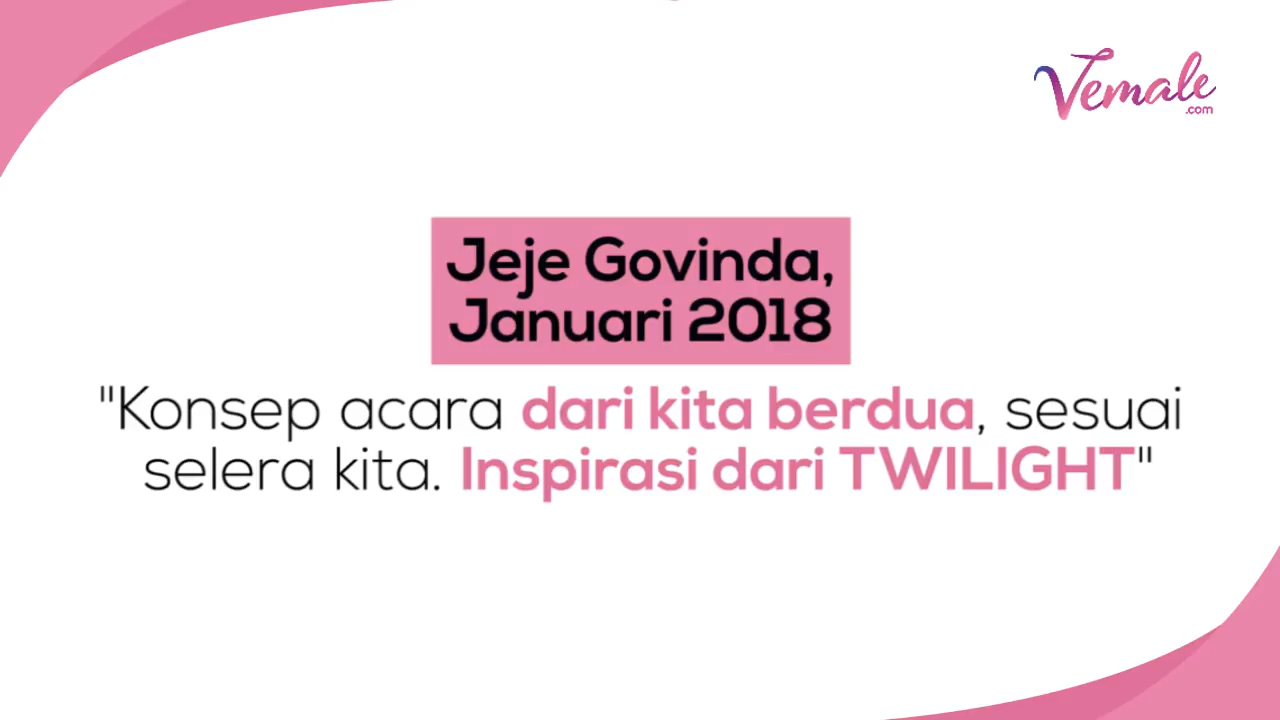 Vemale
.com
Jeje Govinda,
Januari 2018
"Konsep acara dari kita berdua, sesuai
selera kita. Inspirasi dari TWILIGHT"